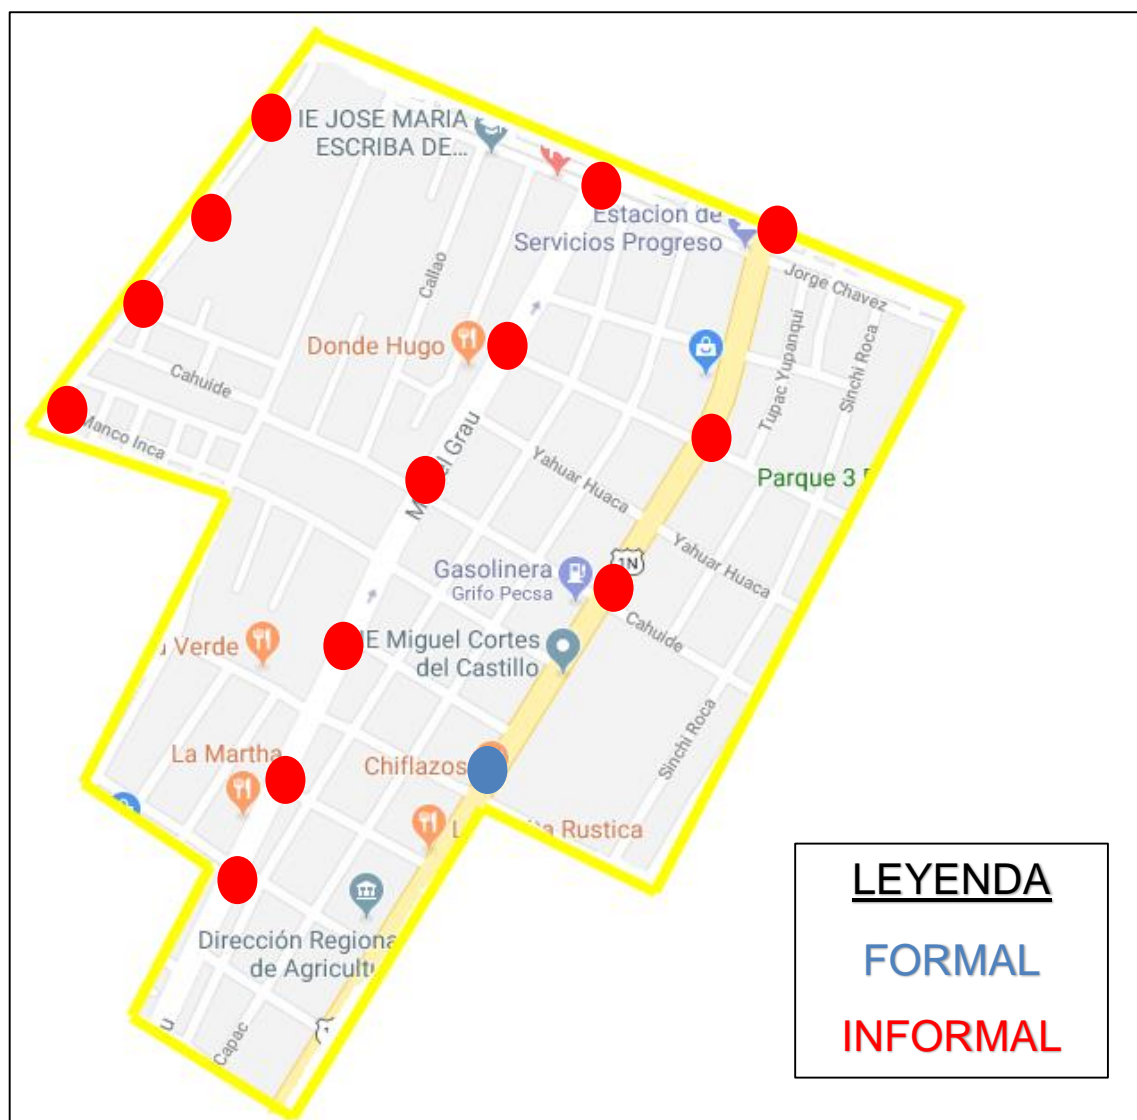 IE JOSE MARIA
ESCRIBA DE...
Estacion de
Servicios Progreso
Jorge Chavez
Callao
Tupac Yupanqui
Sinchi Roca
Donde Hugo
Cahuide
Manco Inca
el Grau
Yahuar Huaca
Parque 3
1N
Yahuar Huaca
Gasolinera
Grifo Pecsa
Cahuide
IE Miguel Cortes
del Castillo
Verde
Sinchi Roca
La Martha
Chiflazos
Rustica
Dirección Regiona
de Agricult
Capac
LEYENDA
FORMAL
INFORMAL